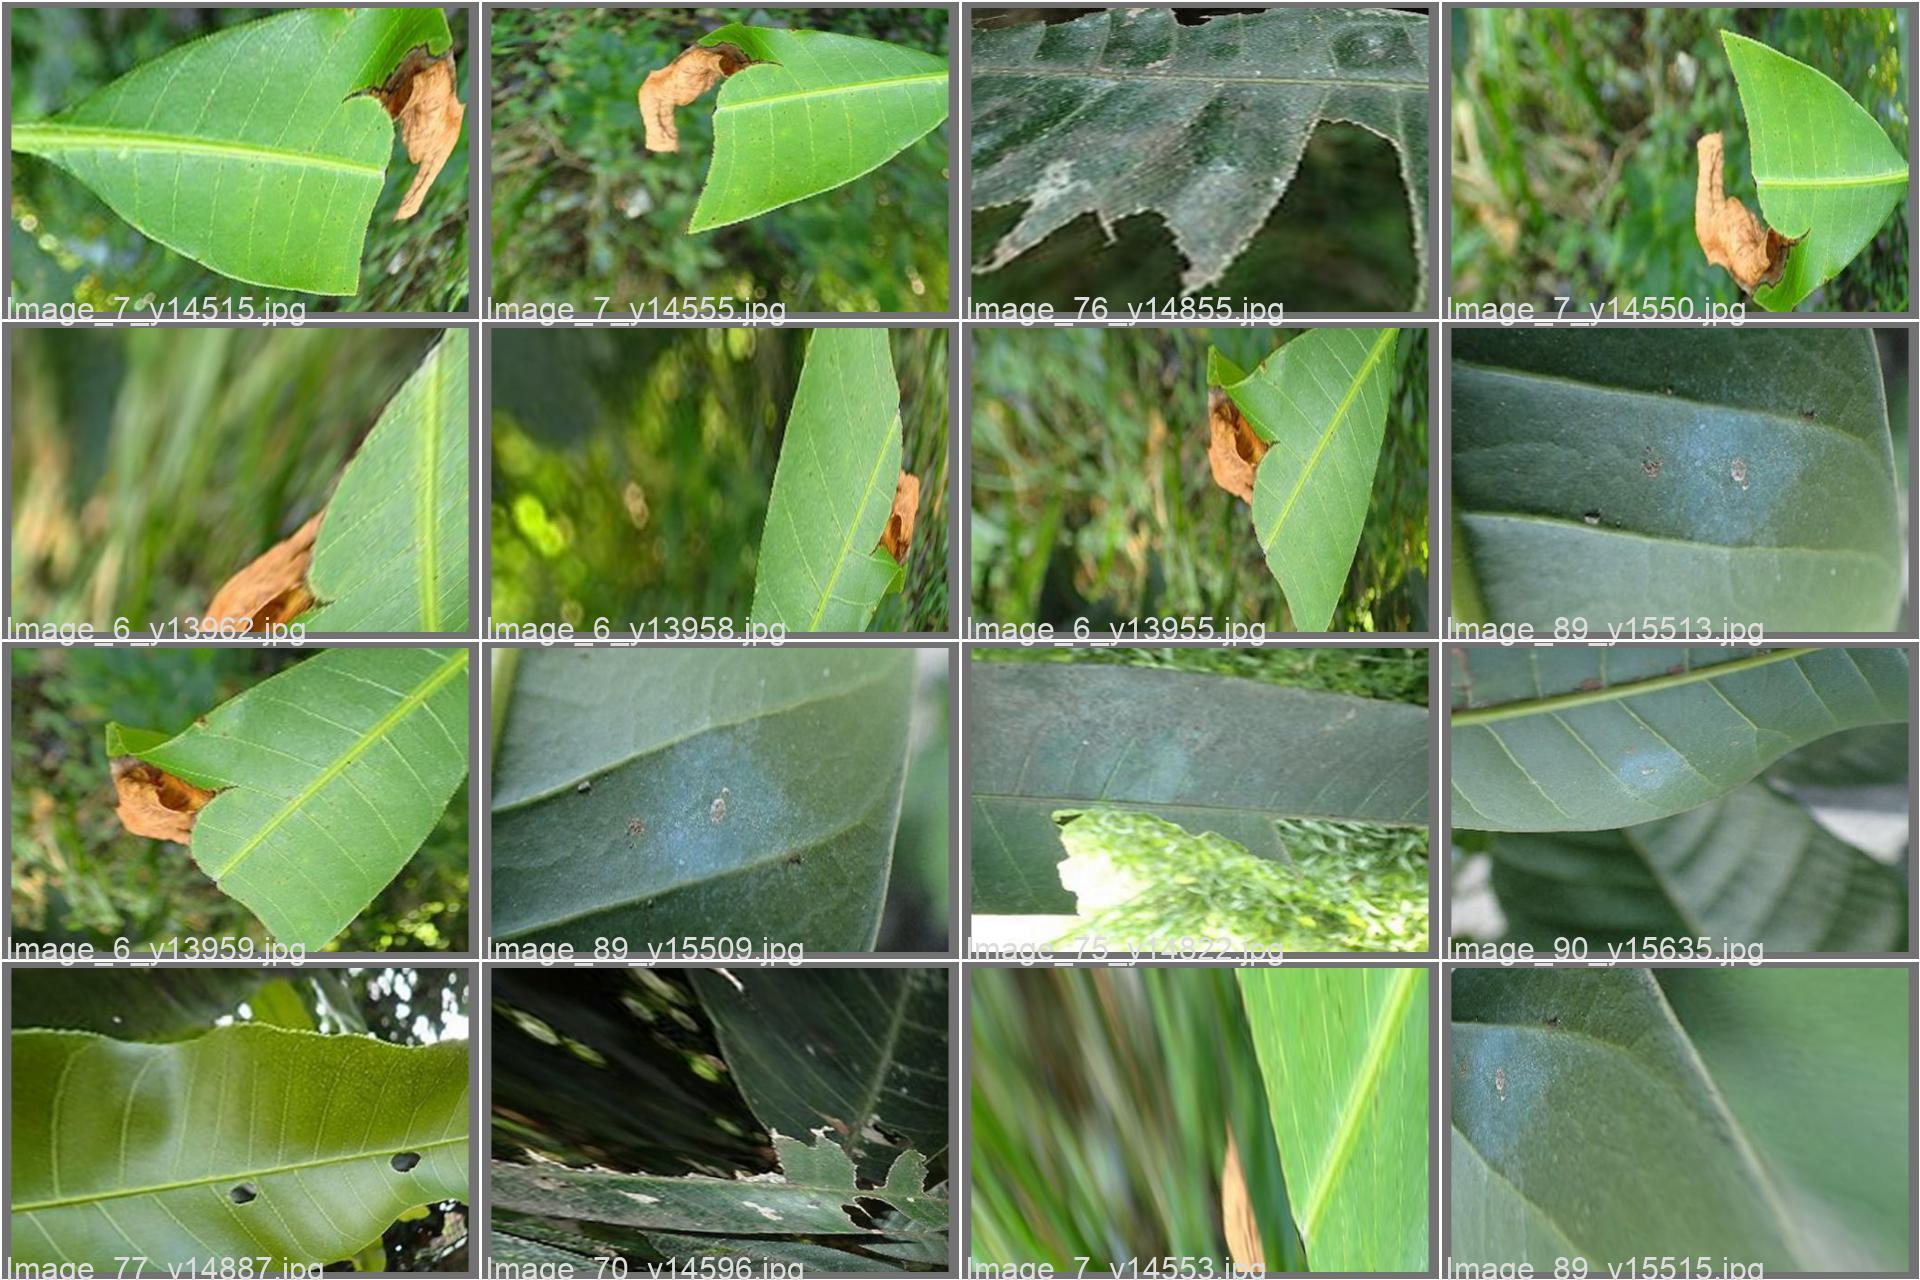 Image_7_y14515.jpg
Image_7_y14555.jpg
Image_76_y14855.jpg
Image_7_y14550.jpg
Image_6_y13962.jpg
Image_6_y13958.jpg
Image_6_y13955.jpg
Image_89_y15513.jpg
Image_6_y13959.jpg
Image_89_y15509.jpg
Image_75_y14822.jpg
Image_90_y15635.jpg
Image_77_y14887.jpg
Image_70_y14596.jpg
Image_7_y14553.jpg
Image_89_y15515.jpg